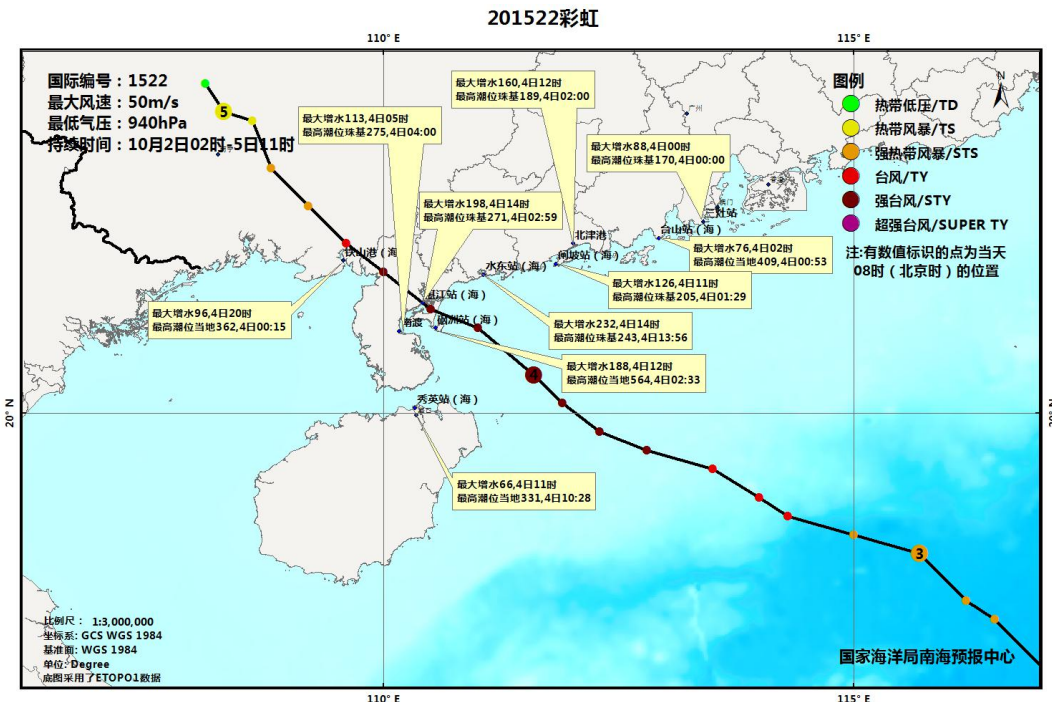 201522彩虹
110° E
115° E
国际编号：1522
最大风速：50m/s
最低气压：940hPa
持续时间：10月2日02时-5日11时
图例
热带低压/TD
热带风暴/TS
强热带风暴/STS
台风/TY
强台风/STY
超强台风/SUPER TY
注:有数值标识的点为当天
08时（北京时）的位置
N
5
最大增水113,4日05时
最高潮位珠基275,4日04:00
最大增水160,4日12时
最高潮位珠基189,4日02:00
最大增水88,4日00时
最高潮位珠基170,4日00:00
最大增水198,4日14时
最高潮位珠基271,4日02:59
广州
三灶站
台山站（海）
北津港
闸坡站（海）
水东站（海）
最大增水76,4日02时
最高潮位当地409,4日00:53
最大增水126,4日11时
最高潮位珠基205,4日01:29
湛江站（海）
硇洲站（海）
南渡
最大增水96,4日20时
最高潮位当地362,4日00:15
最大增水232,4日14时
最高潮位珠基243,4日13:56
最大增水188,4日12时
最高潮位当地564,4日02:33
4
20° N
秀英站（海）
最大增水66,4日11时
最高潮位当地331,4日10:28
3
比例尺： 1:3,000,000
坐标系: GCS WGS 1984
基准面: WGS 1984
单位: Degree
底图采用了ETOPO1数据
国家海洋局南海预报中心
110° E
115° E